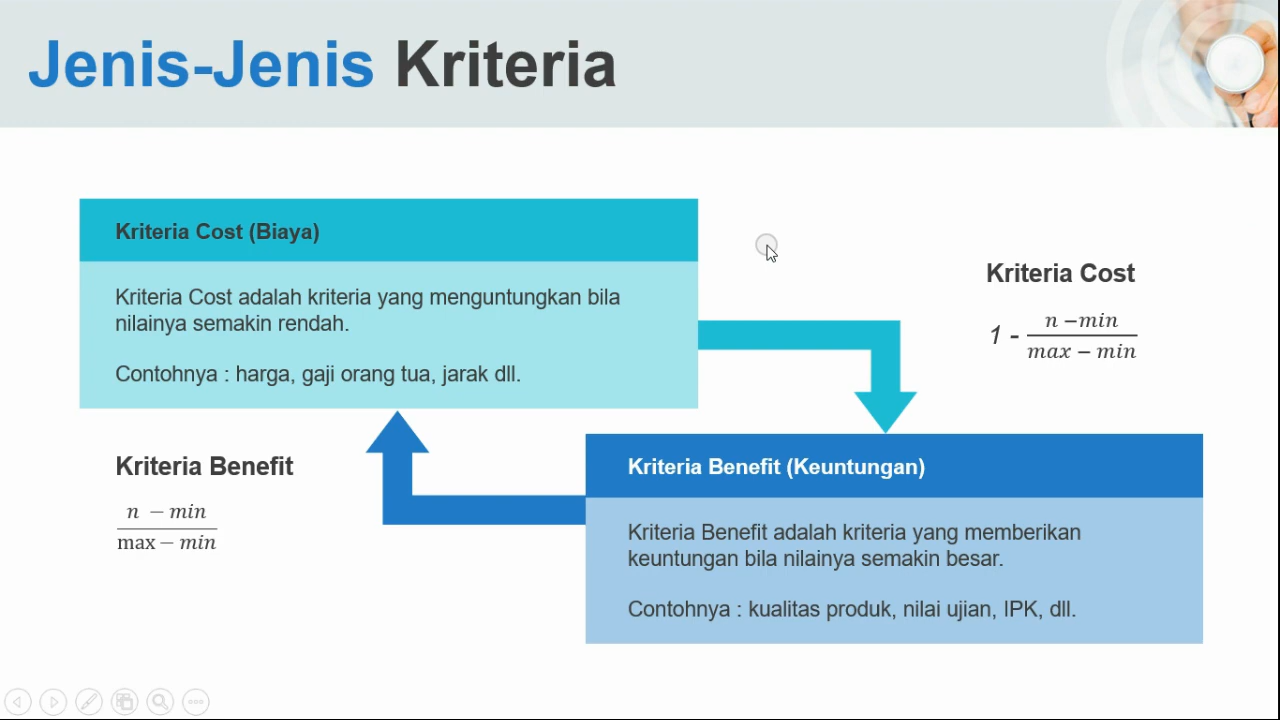 Jenis-Jenis Kriteria
Kriteria Cost (Biaya)
Kriteria Cost adalah kriteria yang menguntungkan bila
nilainya semakin rendah.
Contohnya : harga, gaji orang tua, jarak dll.
Kriteria Cost
1 - n −min
max − min
Kriteria Benefit
n − min
max − min
Kriteria Benefit (Keuntungan)
Kriteria Benefit adalah kriteria yang memberikan
keuntungan bila nilainya semakin besar.
Contohnya : kualitas produk, nilai ujian, IPK, dll.